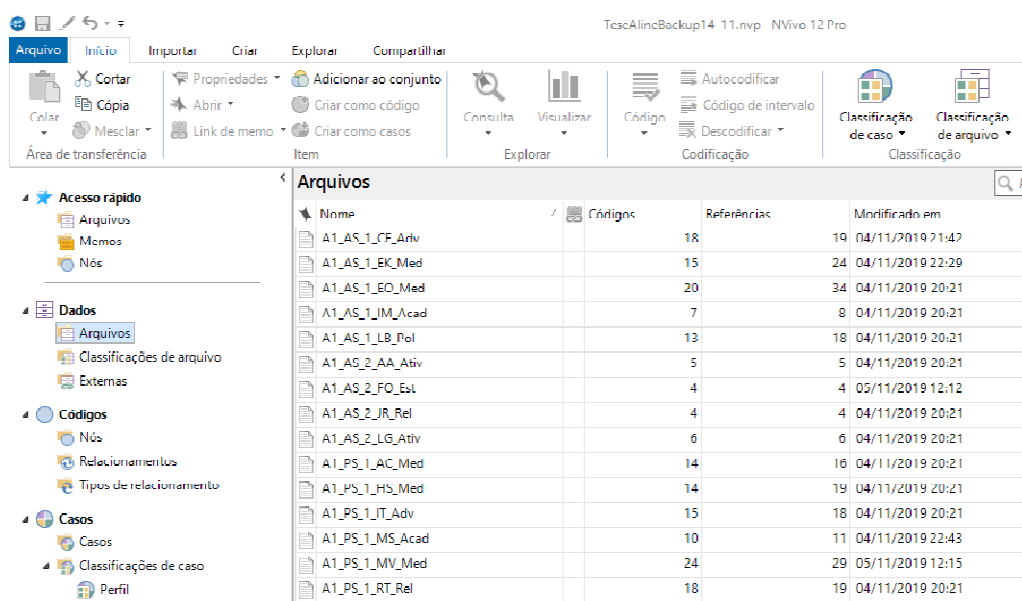 TeseAlineBackup14 11.nvp NVivo 12 Pro
Arquivo Início Importar Criar Explorar Compartilhar
Cortar Propriedades Adicionar ao conjunto Autocodificar
Cópia Abrir Criar como código Código de intervalo
Colar Mesclar Link de memo Criar como casos Consulta Visualizar Código Descodificar Classificação de caso Classificação de arquivo
Área de transferência Item Explorar Codificação Classificação
Acesso rápido
Arquivos
Memos
Nós
Dados
Arquivos
Classificações de arquivo
Externas
Códigos
Nós
Relacionamentos
Tipos de relacionamento
Casos
Casos
Classificações de caso
Perfil
Arquivos
Nome Códigos Referências Modificado em
A1_AS_1_CF_Adv 18 19 04/11/2019 21:42
A1_AS_1_EK_Med 15 24 04/11/2019 22:29
A1_AS_1_EO_Med 20 34 04/11/2019 20:21
A1_AS_1_IM_Acad 7 8 04/11/2019 20:21
A1_AS_1_LB_Pol 13 18 04/11/2019 20:21
A1_AS_2_AA_Ativ 5 5 04/11/2019 20:21
A1_AS_2_FO_Est 4 4 05/11/2019 12:12
A1_AS_2_JR_Rel 4 4 04/11/2019 20:21
A1_AS_2_LG_Ativ 6 6 04/11/2019 20:21
A1_PS_1_AC_Med 14 16 04/11/2019 20:21
A1_PS_1_HS_Med 14 19 04/11/2019 20:21
A1_PS_1_IT_Adv 15 18 04/11/2019 20:21
A1_PS_1_MS_Acad 10 11 04/11/2019 22:43
A1_PS_1_MV_Med 24 29 05/11/2019 12:15
A1_PS_1_RT_Rel 18 19 04/11/2019 20:21